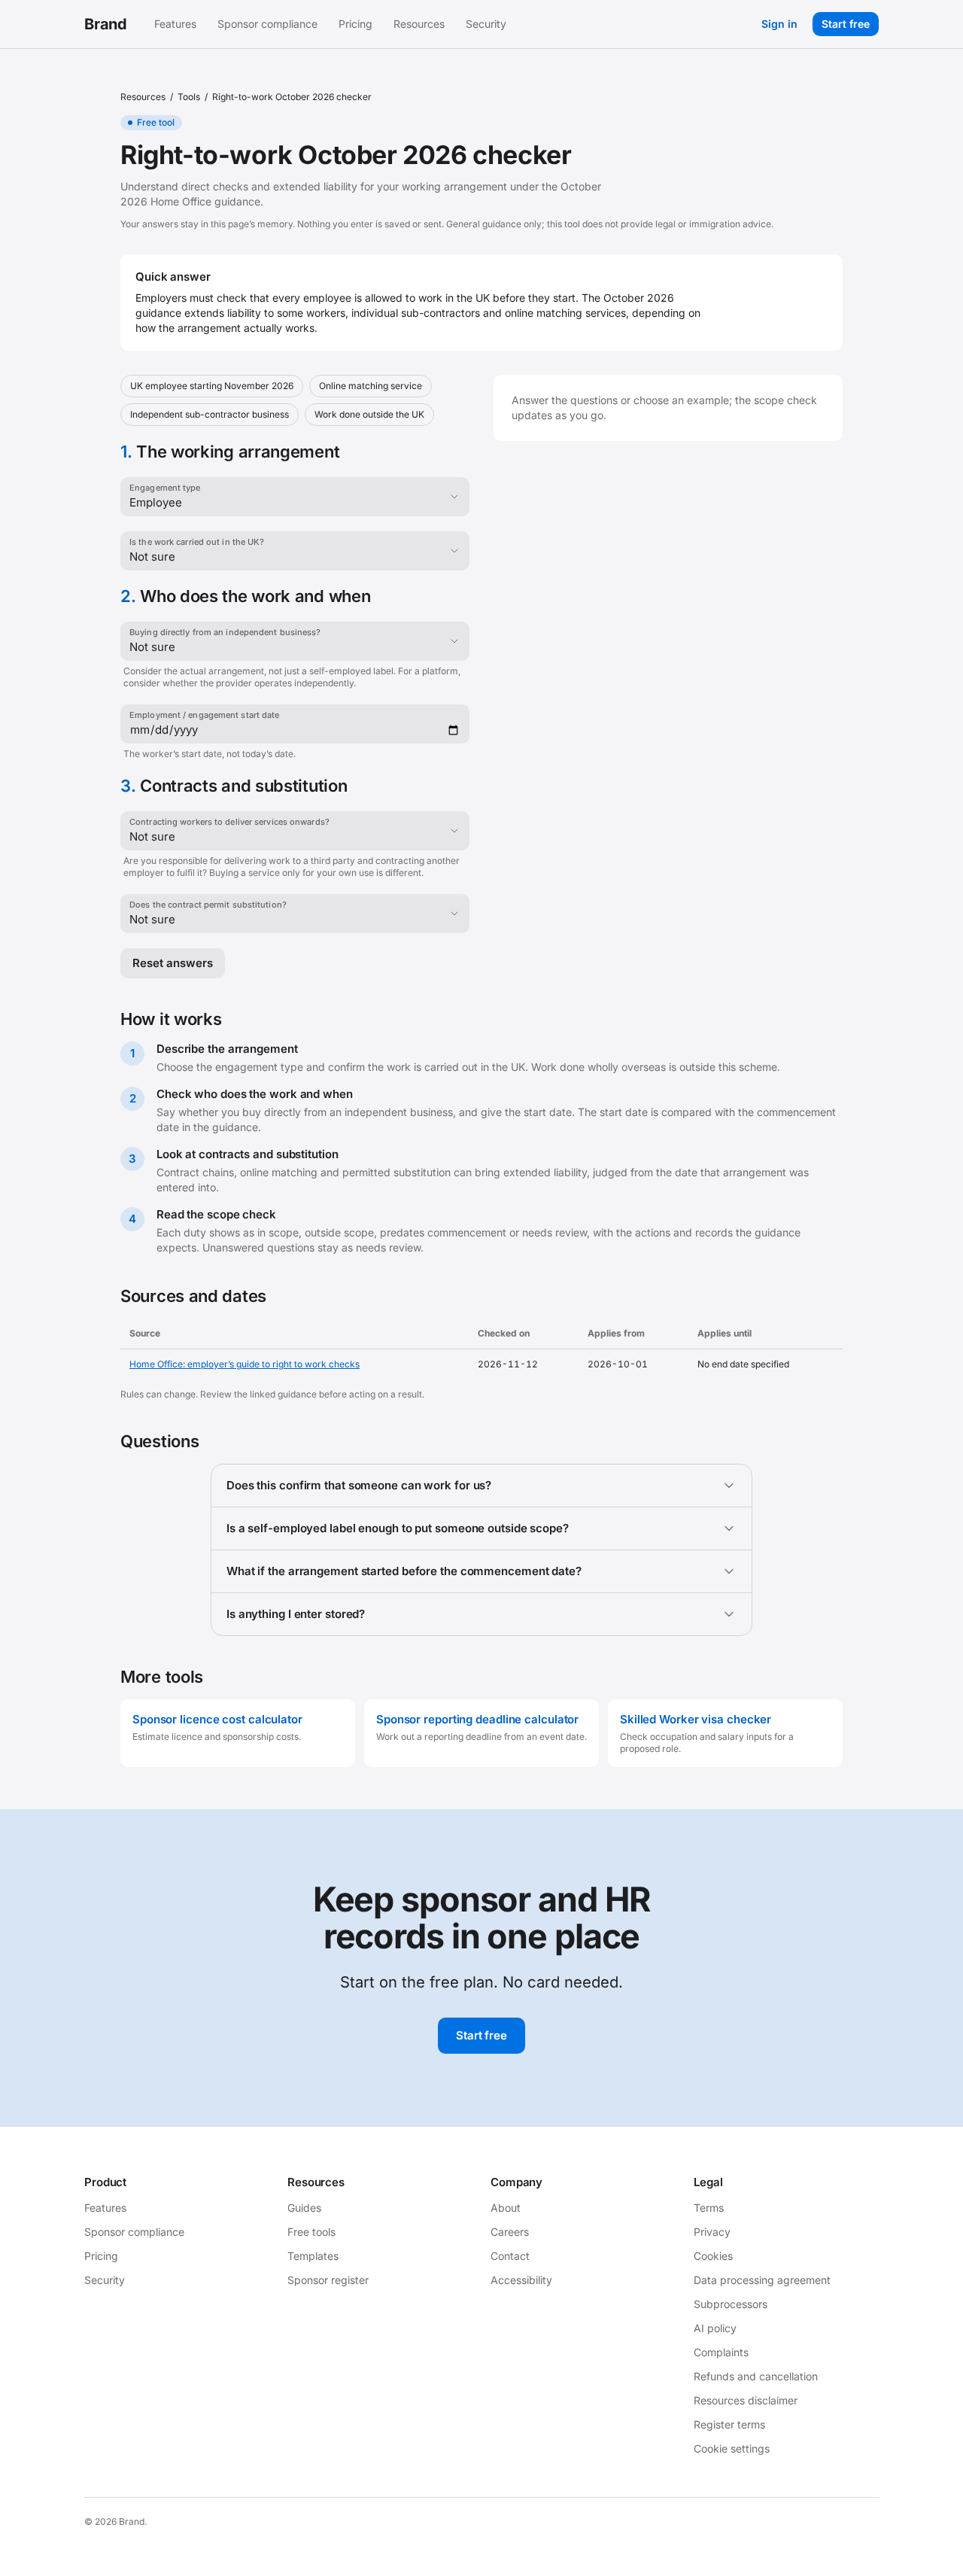 Brand
Features
Sponsor compliance
Pricing
Resources
Security
Sign in
Start free
Resources / Tools / Right-to-work October 2026 checker
Free tool
Right-to-work October 2026 checker
Understand direct checks and extended liability for your working arrangement under the October
2026 Home Office guidance.
Your answers stay in this page’s memory. Nothing you enter is saved or sent. General guidance only; this tool does not provide legal or immigration advice.
Quick answer
Employers must check that every employee is allowed to work in the UK before they start. The October 2026
guidance extends liability to some workers, individual sub-contractors and online matching services, depending on
how the arrangement actually works.
UK employee starting November 2026
Online matching service
Independent sub-contractor business
Work done outside the UK
Answer the questions or choose an example; the scope check
updates as you go.
1. The working arrangement
Engagement type
Employee
Is the work carried out in the UK?
Not sure
2. Who does the work and when
Buying directly from an independent business?
Not sure
Consider the actual arrangement, not just a self-employed label. For a platform,
consider whether the provider operates independently.
Employment / engagement start date
mm/dd/yyyy
The worker’s start date, not today’s date.
3. Contracts and substitution
Contracting workers to deliver services onwards?
Not sure
Are you responsible for delivering work to a third party and contracting another
employer to fulfil it? Buying a service only for your own use is different.
Does the contract permit substitution?
Not sure
Reset answers
How it works
1
Describe the arrangement
Choose the engagement type and confirm the work is carried out in the UK. Work done wholly overseas is outside this scheme.
2
Check who does the work and when
Say whether you buy directly from an independent business, and give the start date. The start date is compared with the commencement
date in the guidance.
3
Look at contracts and substitution
Contract chains, online matching and permitted substitution can bring extended liability, judged from the date that arrangement was
entered into.
4
Read the scope check
Each duty shows as in scope, outside scope, predates commencement or needs review, with the actions and records the guidance
expects. Unanswered questions stay as needs review.
Sources and dates
Source
Checked on
Applies from
Applies until
Home Office: employer’s guide to right to work checks
2026-11-12
2026-10-01
No end date specified
Rules can change. Review the linked guidance before acting on a result.
Questions
Does this confirm that someone can work for us?
Is a self-employed label enough to put someone outside scope?
What if the arrangement started before the commencement date?
Is anything I enter stored?
More tools
Sponsor licence cost calculator
Estimate licence and sponsorship costs.
Sponsor reporting deadline calculator
Work out a reporting deadline from an event date.
Skilled Worker visa checker
Check occupation and salary inputs for a
proposed role.
Keep sponsor and HR
records in one place
Start on the free plan. No card needed.
Start free
Product
Features
Sponsor compliance
Pricing
Security
Resources
Guides
Free tools
Templates
Sponsor register
Company
About
Careers
Contact
Accessibility
Legal
Terms
Privacy
Cookies
Data processing agreement
Subprocessors
AI policy
Complaints
Refunds and cancellation
Resources disclaimer
Register terms
Cookie settings
© 2026 Brand.